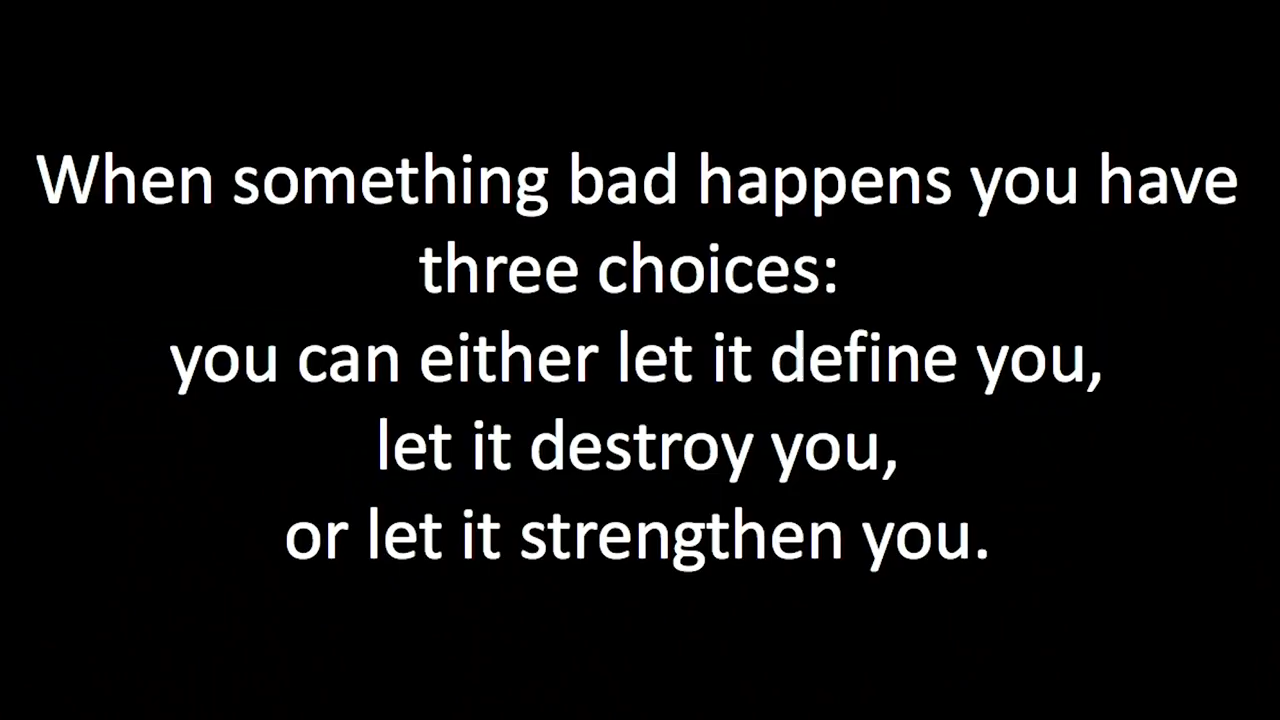 When something bad happens you have
three choices:
you can either let it define you,
let it destroy you,
or let it strengthen you.